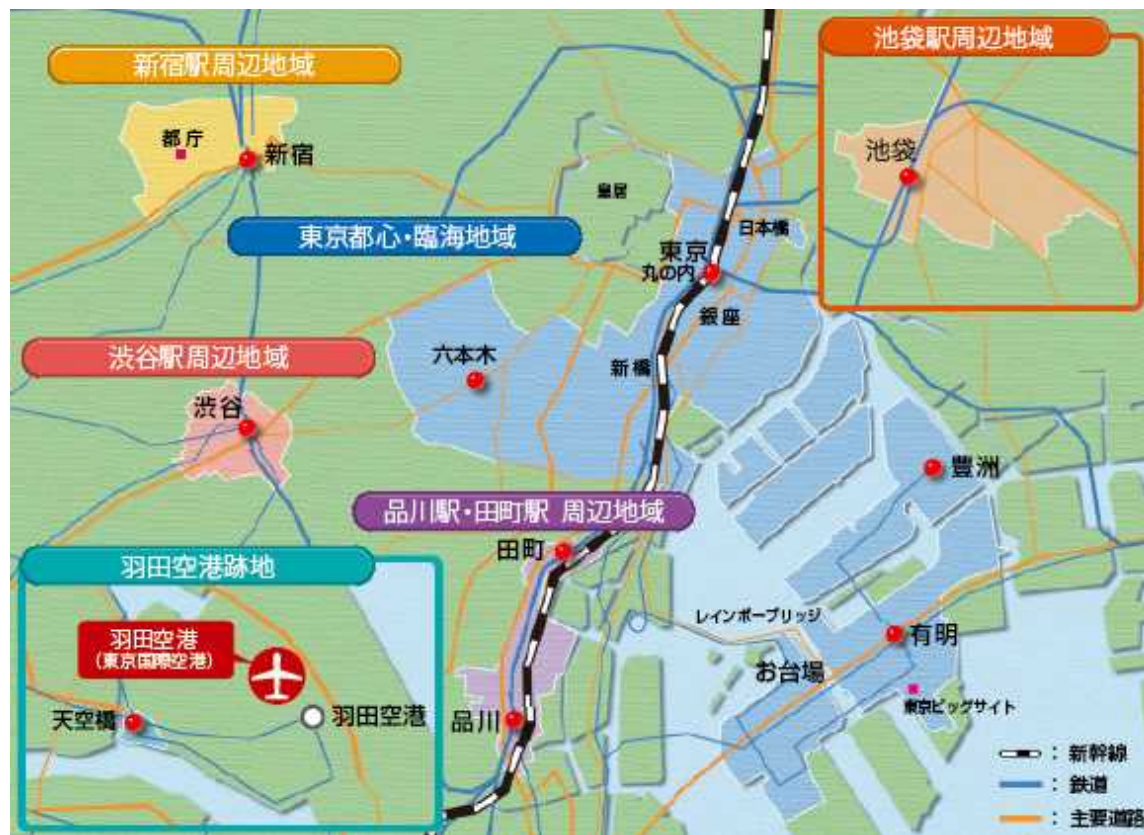 新宿駅周辺地域
池袋駅周辺地域
都庁
新宿
池袋
皇居
日本橋
東京都心・臨海地域
東京
丸の内
銀座
渋谷駅周辺地域
六本木
新橋
渋谷
豊洲
品川駅・田町駅 周辺地域
田町
羽田空港跡地
レインボーブリッジ
羽田空港
(東京国際空港)
有明
お台場
東京ビッグサイト
天空橋
羽田空港
品川
：新幹線
：鉄道
：主要道路